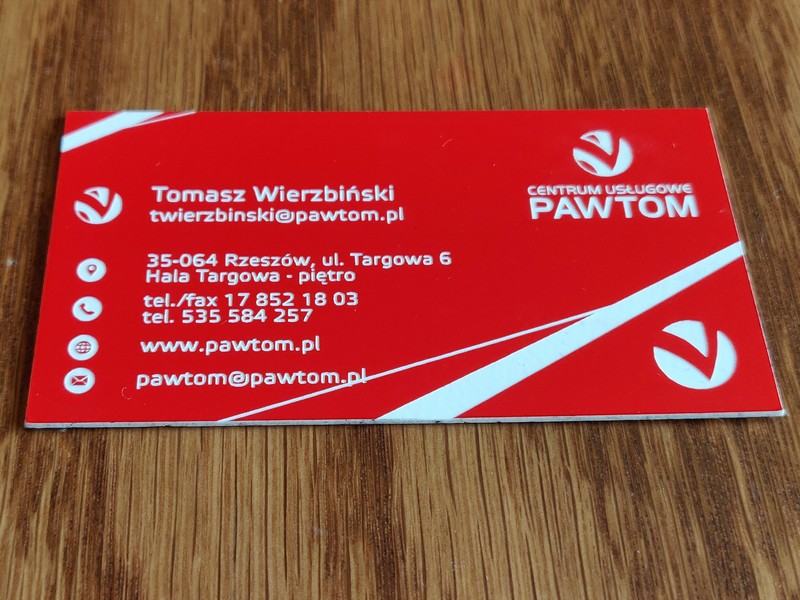 CENTRUM USŁUGOWE
PAWTOM
Tomasz Wierzbiński
twierzbinski@pawtom.pl
35-064 Rzeszów, ul. Targowa 6
Hala Targowa - piętro
tel./fax 17 852 18 03
tel. 535 584 257
www.pawtom.pl
pawtom@pawtom.pl